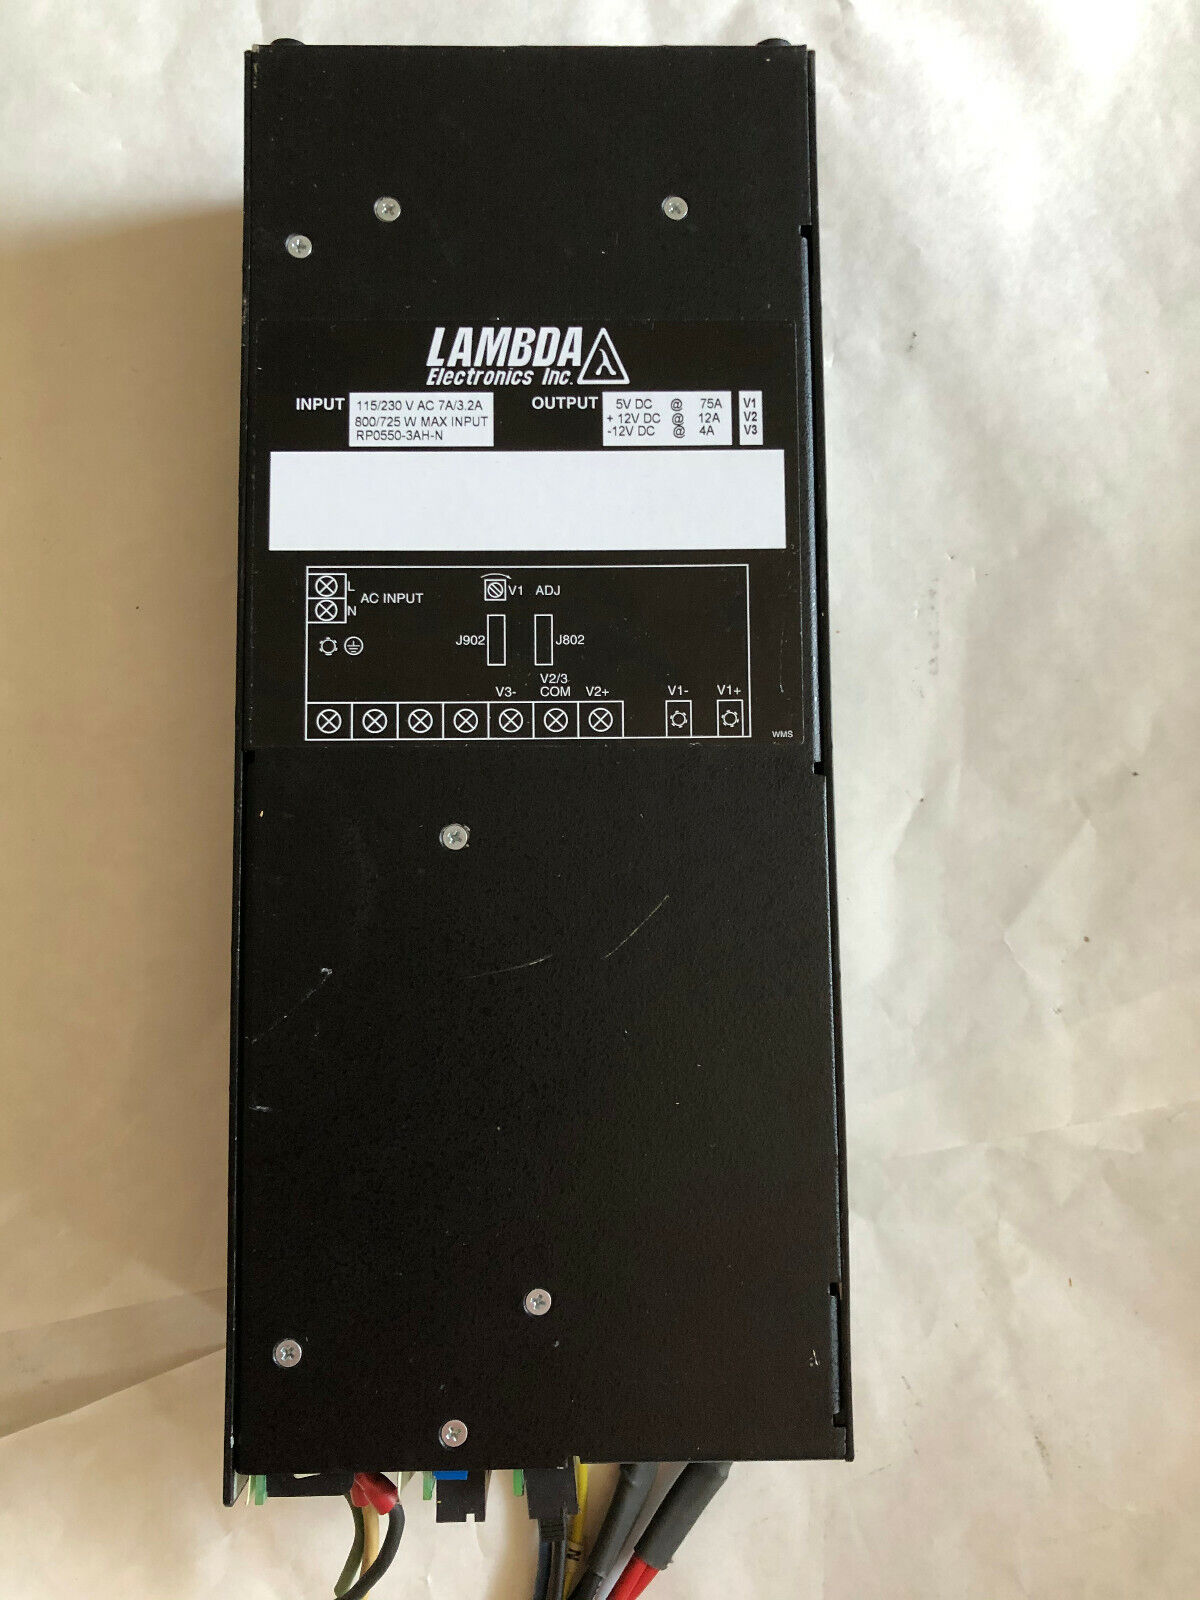 LAMBDA λ
Electronics Inc.
INPUT 115/230 V AC 7A/3.2A
800/725 W MAX INPUT
RP0550-3AH-N
OUTPUT 5V DC @ 75A V1
+ 12V DC @ 12A V2
-12V DC @ 4A V3
L
AC INPUT
N
V1 ADJ
J902
J802
V3-
V2/3
COM
V2+
V1-
V1+
WMS